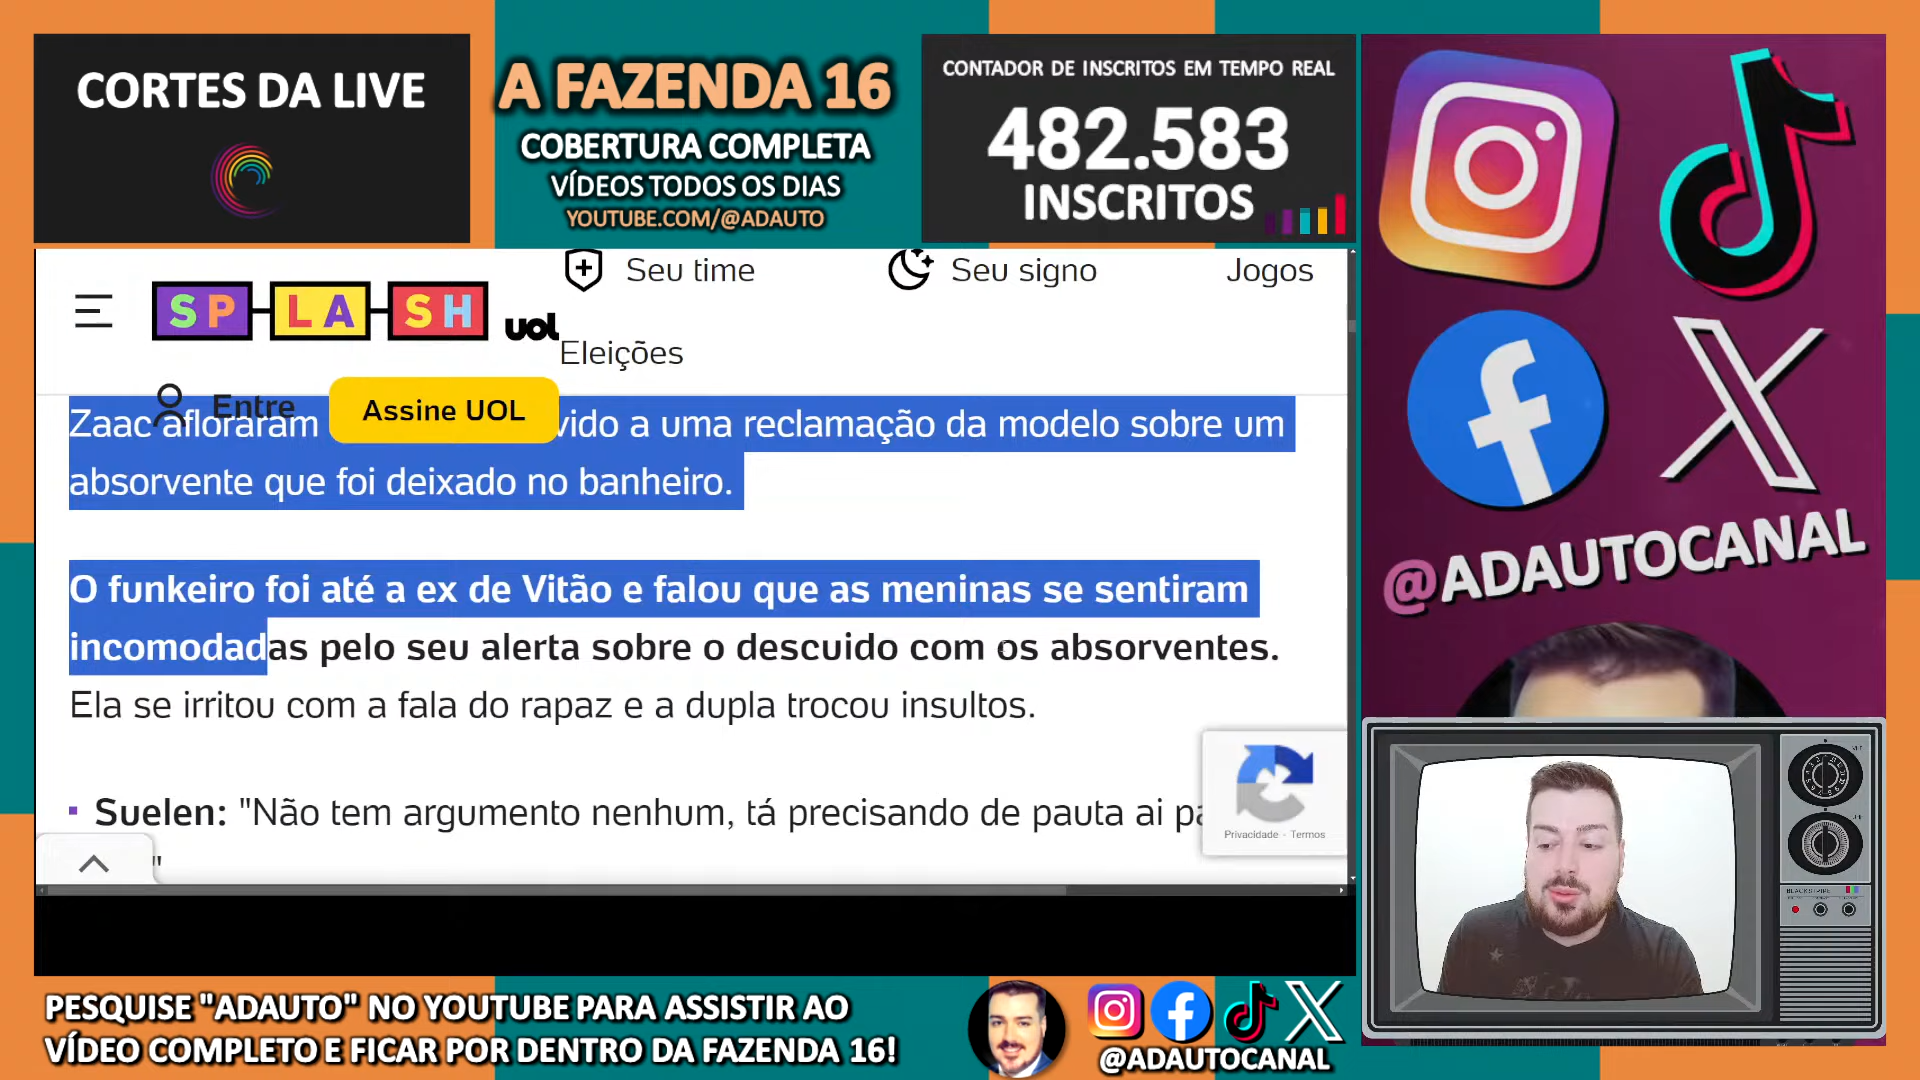 CORTES DA LIVE
A FAZENDA 16
COBERTURA COMPLETA
VÍDEOS TODOS OS DIAS
YOUTUBE.COM/@ADAUTO
CONTADOR DE INSCRITOS EM TEMPO REAL
482.583
INSCRITOS
Seu time
Seu signo
Jogos
SPLASH
uol
Eleições
Entre
Assine UOL
Zaac afloraram vido a uma reclamação da modelo sobre um
absorvente que foi deixado no banheiro.
O funkeiro foi até a ex de Vitão e falou que as meninas se sentiram
incomodadas pelo seu alerta sobre o descuido com os absorventes.
Ela se irritou com a fala do rapaz e a dupla trocou insultos.
Suelen: "Não tem argumento nenhum, tá precisando de pauta ai pa
"
Privacidade - Termos
@ADAUTOCANAL
BLACKSTRIPE
PESQUISE "ADAUTO" NO YOUTUBE PARA ASSISTIR AO
VÍDEO COMPLETO E FICAR POR DENTRO DA FAZENDA 16!
@ADAUTOCANAL